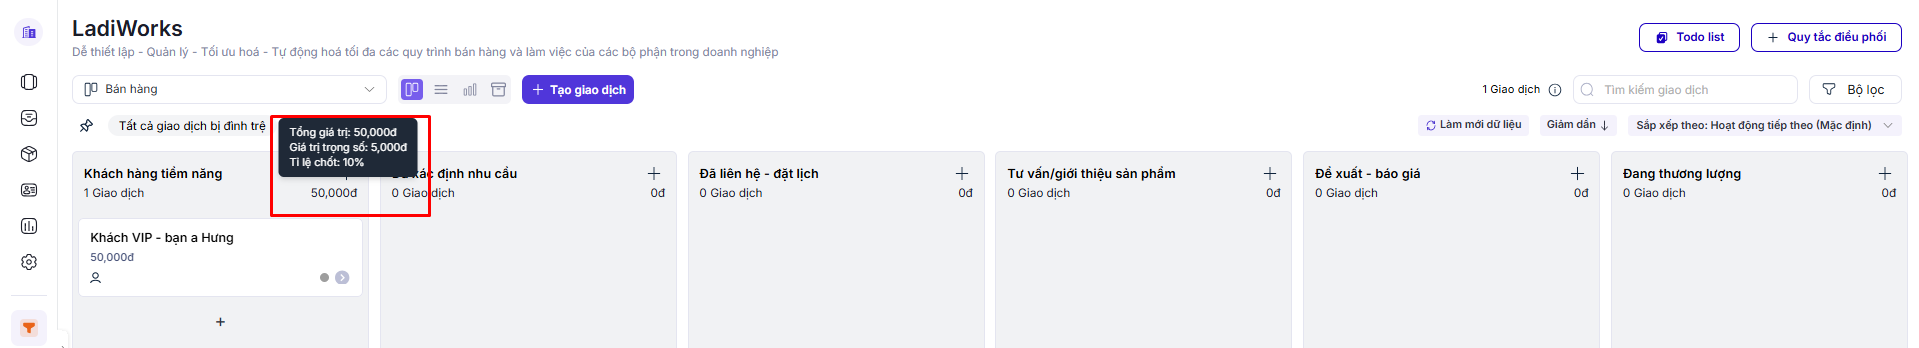 LadiWorks
Dễ thiết lập - Quản lý - Tối ưu hoá - Tự động hoá tối đa các quy trình bán hàng và làm việc của các bộ phận trong doanh nghiệp
Todo list
Quy tắc điều phối
Bán hàng
Tạo giao dịch
1 Giao dịch
Tìm kiếm giao dịch
Bộ lọc
Tất cả giao dịch bị đình trệ
Tổng giá trị: 50,000đ
Giá trị trọng số: 5,000đ
Tỉ lệ chốt: 10%
Làm mới dữ liệu
Giảm dần
Sắp xếp theo: Hoạt động tiếp theo (Mặc định)
Khách hàng tiềm năng
1 Giao dịch 50,000đ
Khách VIP - bạn a Hưng
50,000đ
xác định nhu cầu
0 Giao dịch 0đ
Đã liên hệ - đặt lịch
0 Giao dịch 0đ
Tư vấn/giới thiệu sản phẩm
0 Giao dịch 0đ
Đề xuất - báo giá
0 Giao dịch 0đ
Đang thương lượng
0 Giao dịch 0đ